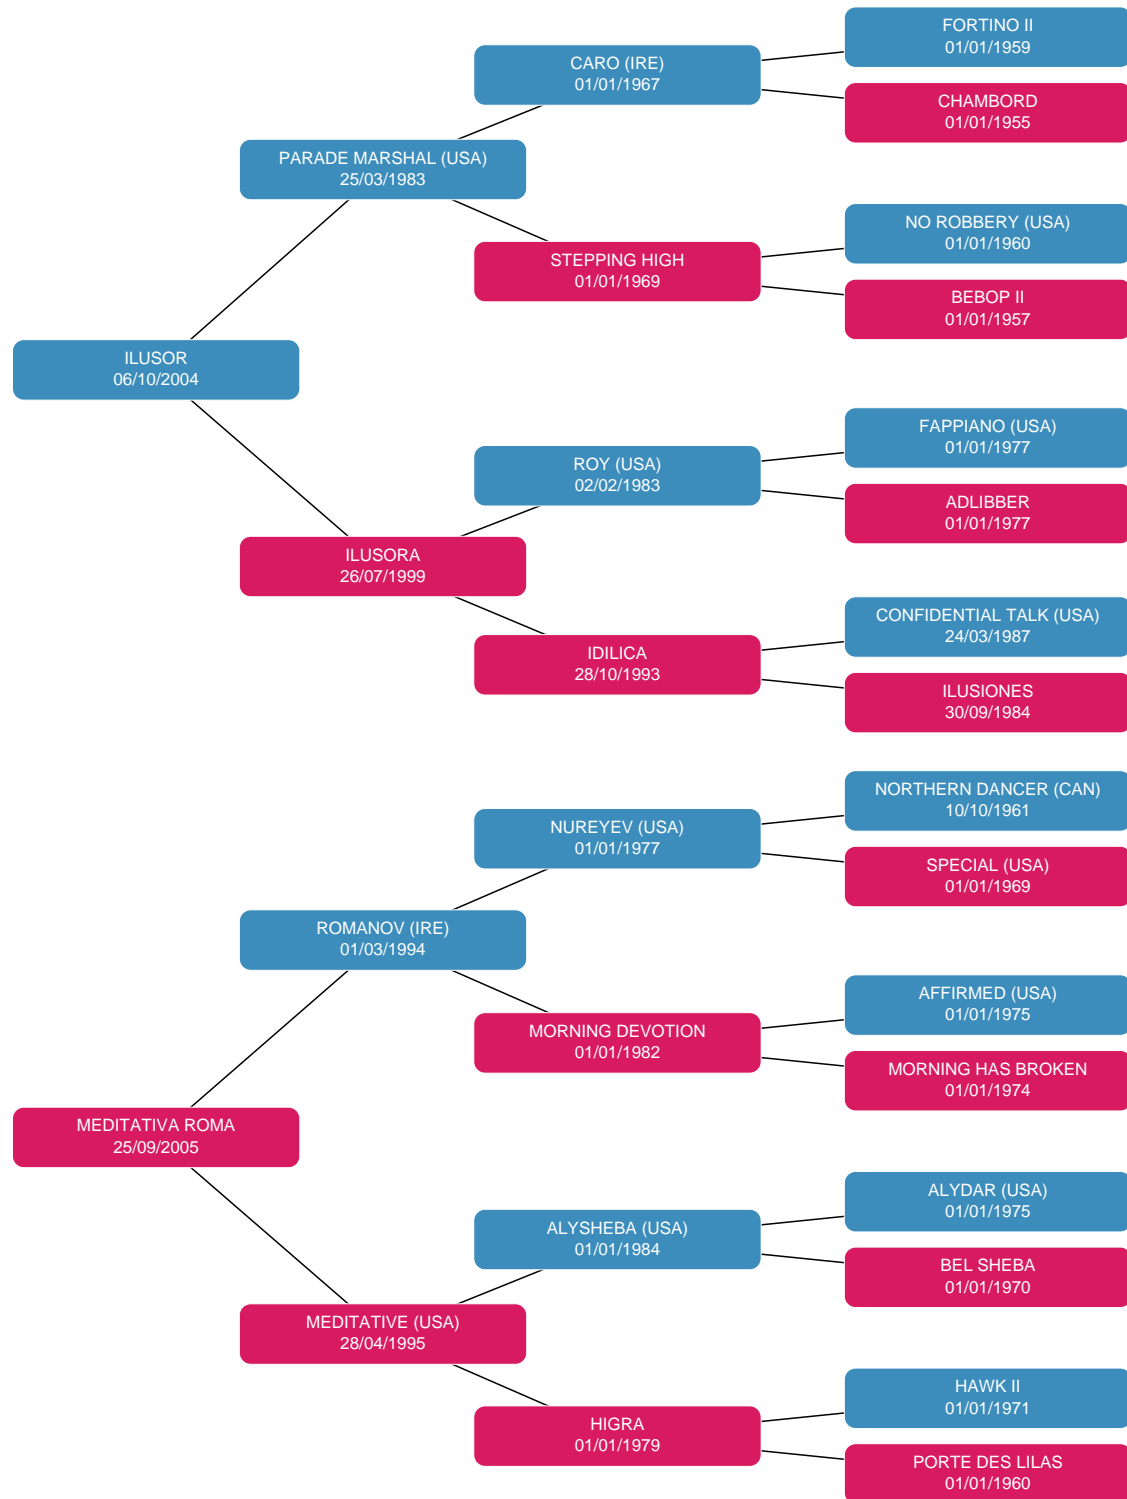 FORTINO II
01/01/1959
CARO (IRE)
01/01/1967
CHAMBORD
01/01/1955
PARADE MARSHAL (USA)
25/03/1983
NO ROBBERY (USA)
01/01/1960
STEPPING HIGH
01/01/1969
BEBOP II
01/01/1957
ILUSOR
06/10/2004
FAPPIANO (USA)
01/01/1977
ROY (USA)
02/02/1983
ADLIBBER
01/01/1977
ILUSORA
26/07/1999
CONFIDENTIAL TALK (USA)
24/03/1987
IDILICA
28/10/1993
ILUSIONES
30/09/1984
NORTHERN DANCER (CAN)
10/10/1961
NUREYEV (USA)
01/01/1977
SPECIAL (USA)
01/01/1969
ROMANOV (IRE)
01/03/1994
AFFIRMED (USA)
01/01/1975
MORNING DEVOTION
01/01/1982
MORNING HAS BROKEN
01/01/1974
MEDITATIVA ROMA
25/09/2005
ALYDAR (USA)
01/01/1975
ALYSHEBA (USA)
01/01/1984
BEL SHEBA
01/01/1970
MEDITATIVE (USA)
28/04/1995
HAWK II
01/01/1971
HIGRA
01/01/1979
PORTE DES LILAS
01/01/1960